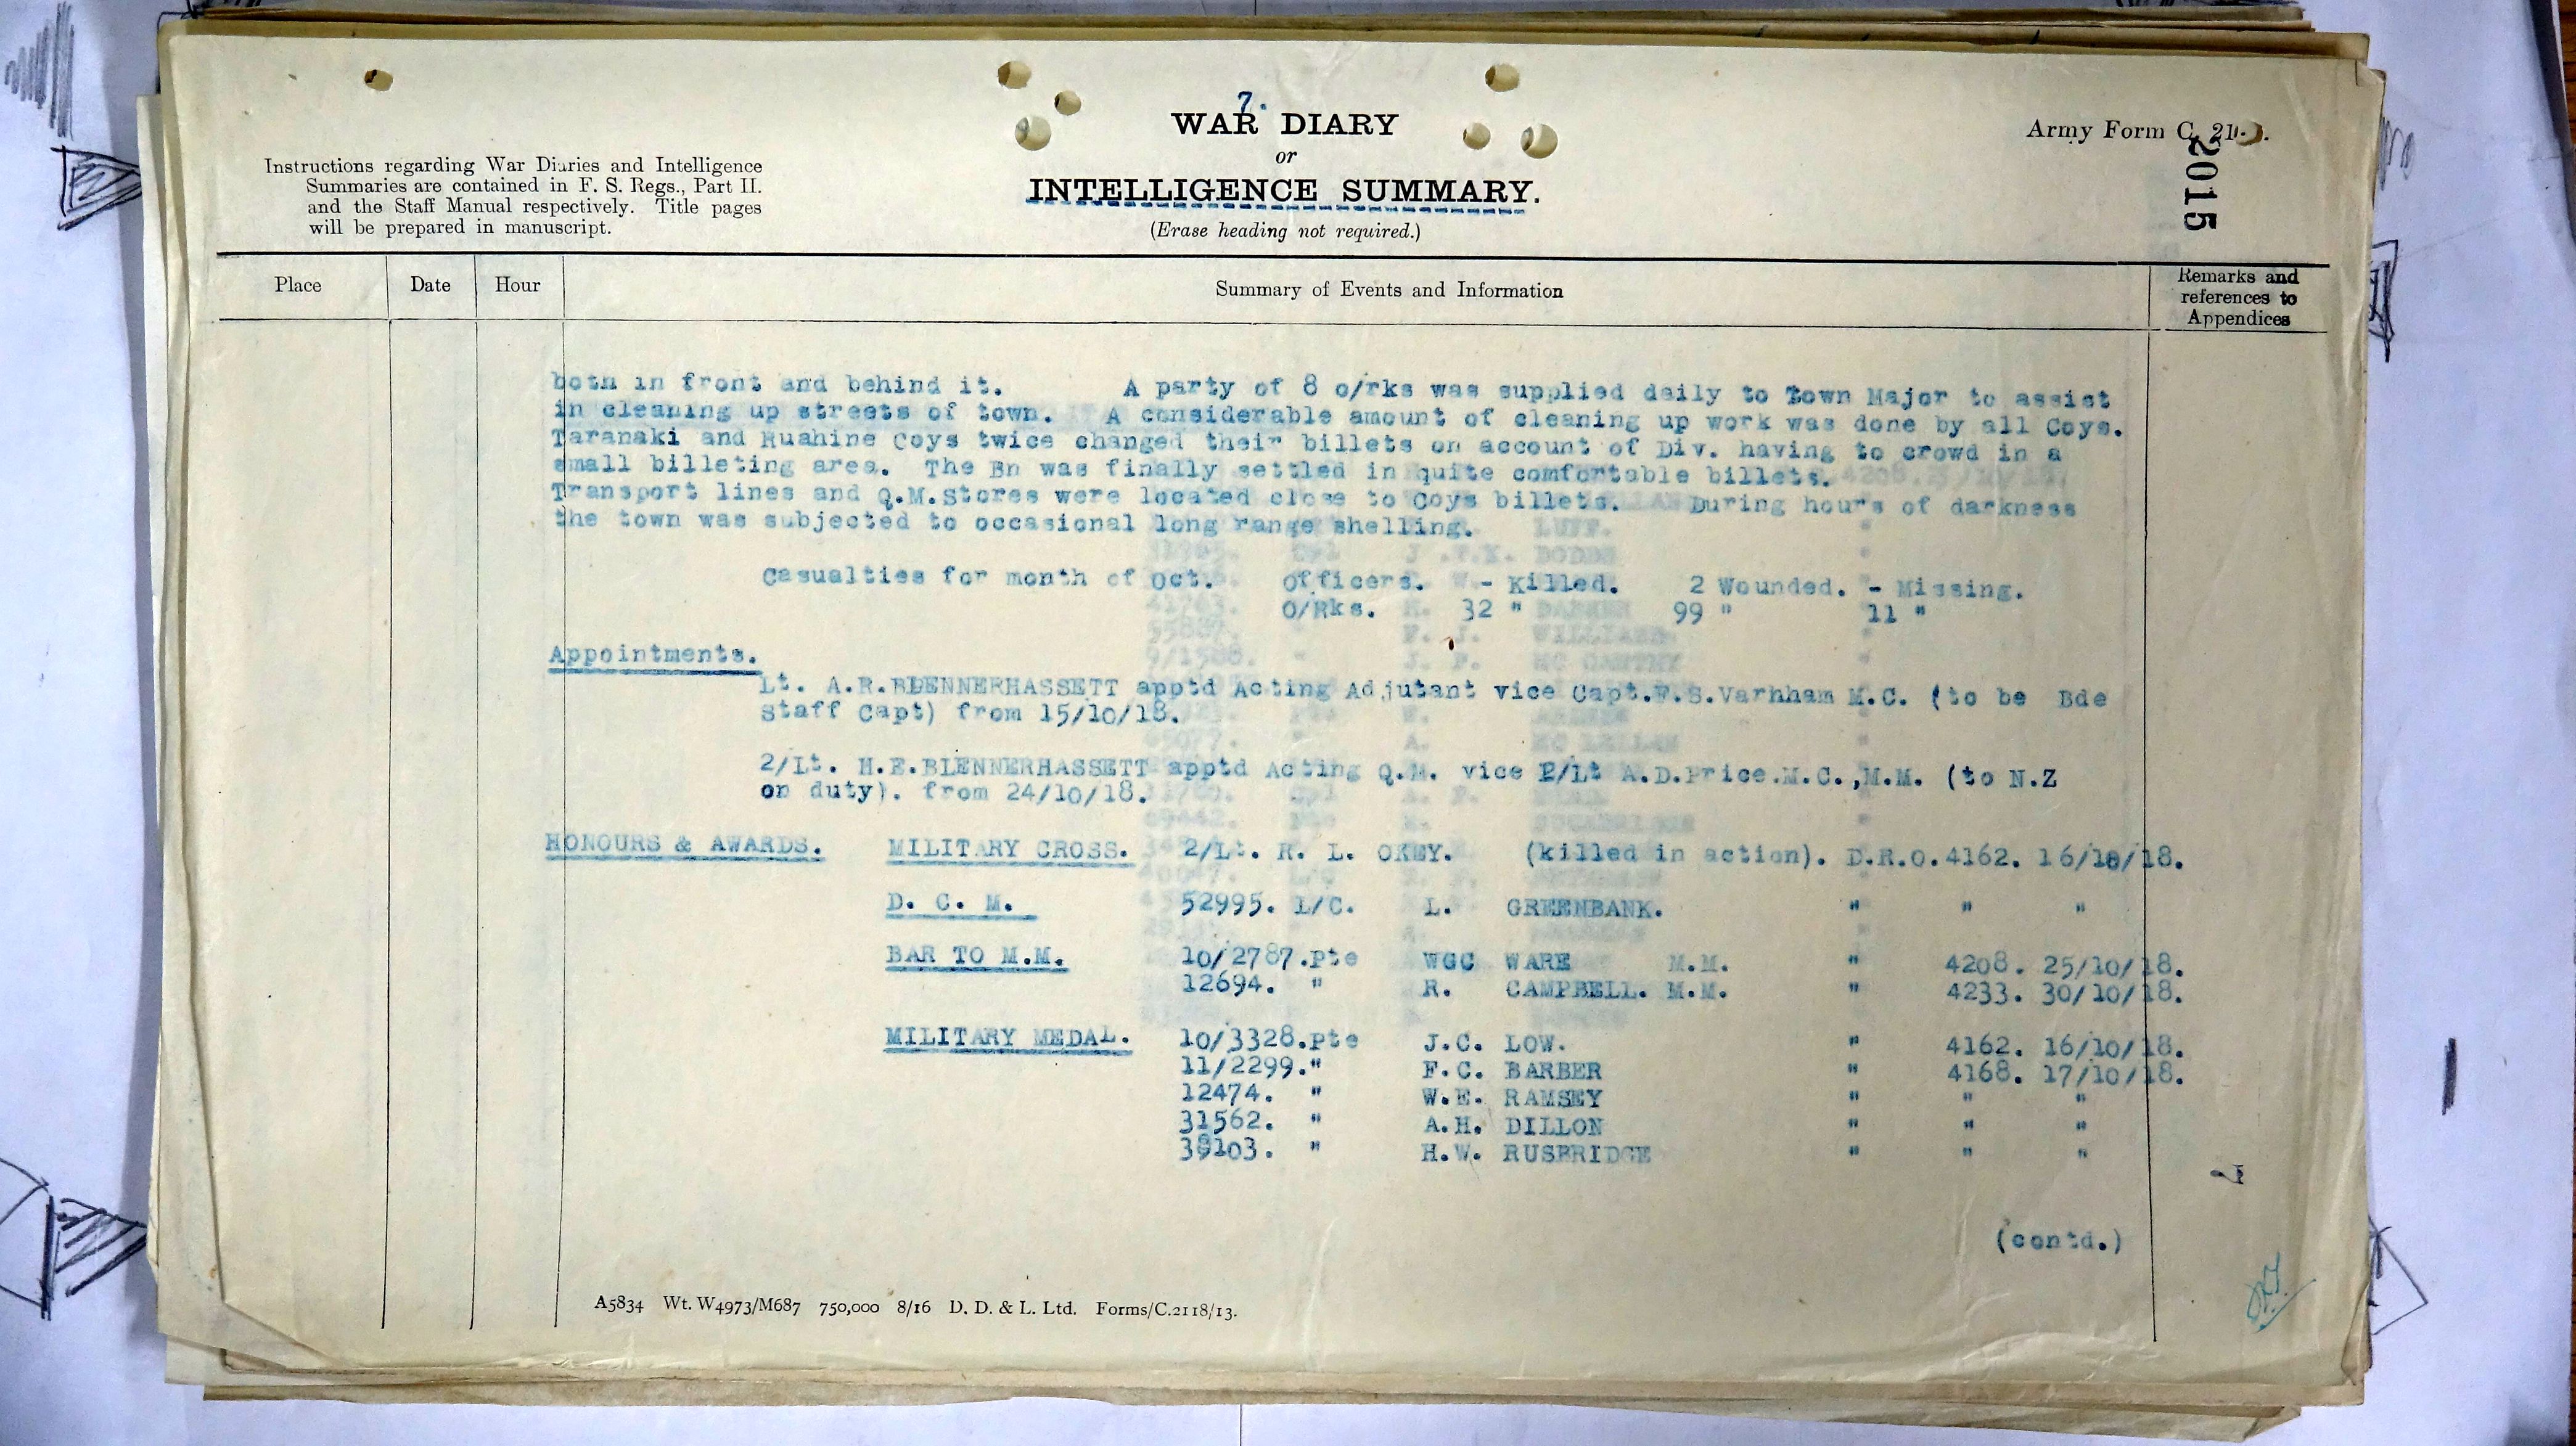 7.
WAR DIARY
or
INTELLIGENCE SUMMARY.
(Erase heading not required.)
Army Form C. 21
2015
Instructions regarding War Diaries and Intelligence
Summaries are contained in F. S. Regs., Part II.
and the Staff Manual respectively. Title pages
will be prepared in manuscript.
Place Date Hour Summary of Events and Information Remarks and
references to
Appendices
both in front and behind it. A party of 8 o/rks was supplied daily to Town Major to assist
in cleaning up streets of town. A considerable amount of cleaning up work was done by all Coys.
Taranaki and Ruahine Coys twice changed their billets on account of Div. having to crowd in a
small billeting area. The Bn was finally settled in quite comfortable billets.
Transport lines and Q.M.Stores were located close to Coys billets. During hours of darkness
the town was subjected to occasional long range shelling.
Casualties for month of Oct. Officers. - Killed. 2 Wounded. - Missing.
O/Rks. 32 " 99 " 11 "
Appointments.
Lt. A.R.BLENNERHASSETT apptd Acting Adjutant vice Capt.F.S.Varhham M.C. (to be Bde
Staff Capt) from 15/10/18.
2/Lt. H.E.BLENNERHASSETT apptd Acting Q.M. vice 2/Lt A.D.Price.M.C.,M.M. (to N.Z
on duty). from 24/10/18.
HONOURS & AWARDS. MILITARY CROSS. 2/Lt. R. L. OKEY. (killed in action). D.R.O.4162. 16/10/18.
D. C. M. 52995. L/C. L. GREENBANK. " " "
BAR TO M.M. 10/2787.Pte WGC WARE M.M. " 4208. 25/10/18.
12694. " R. CAMPBELL. M.M. " 4233. 30/10/18.
MILITARY MEDAL. 10/3328.Pte J.C. LOW. " 4162. 16/10/18.
11/2299." F.C. BARBER " 4168. 17/10/18.
12474. " W.E. RAMSEY " " "
31562. " A.H. DILLON " " "
39103. " H.W. RUSBRIDGE " " "
(contd.)
A5834 Wt. W4973/M687 750,000 8/16 D. D. & L. Ltd. Forms/C.2118/13.